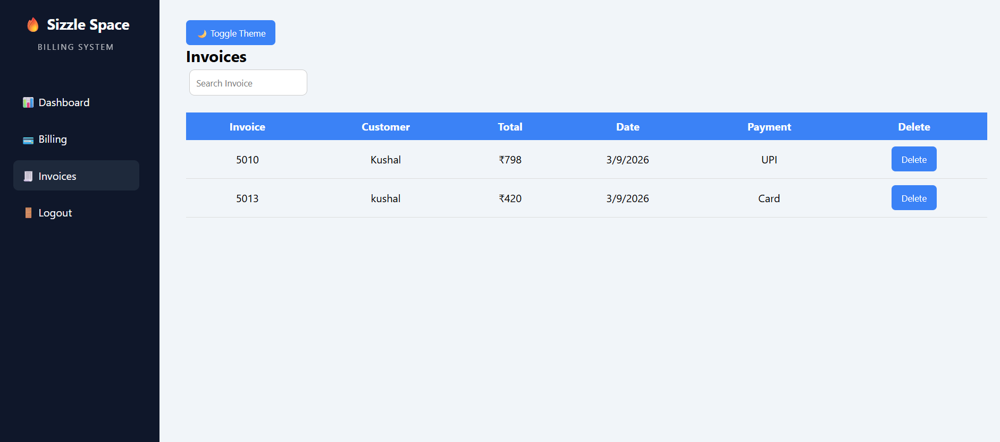 Sizzle Space
BILLING SYSTEM
Dashboard
Billing
Invoices
Logout
Toggle Theme
Invoices
Search Invoice
Invoice Customer Total Date Payment Delete
5010 Kushal ₹798 3/9/2026 UPI Delete
5013 kushal ₹420 3/9/2026 Card Delete